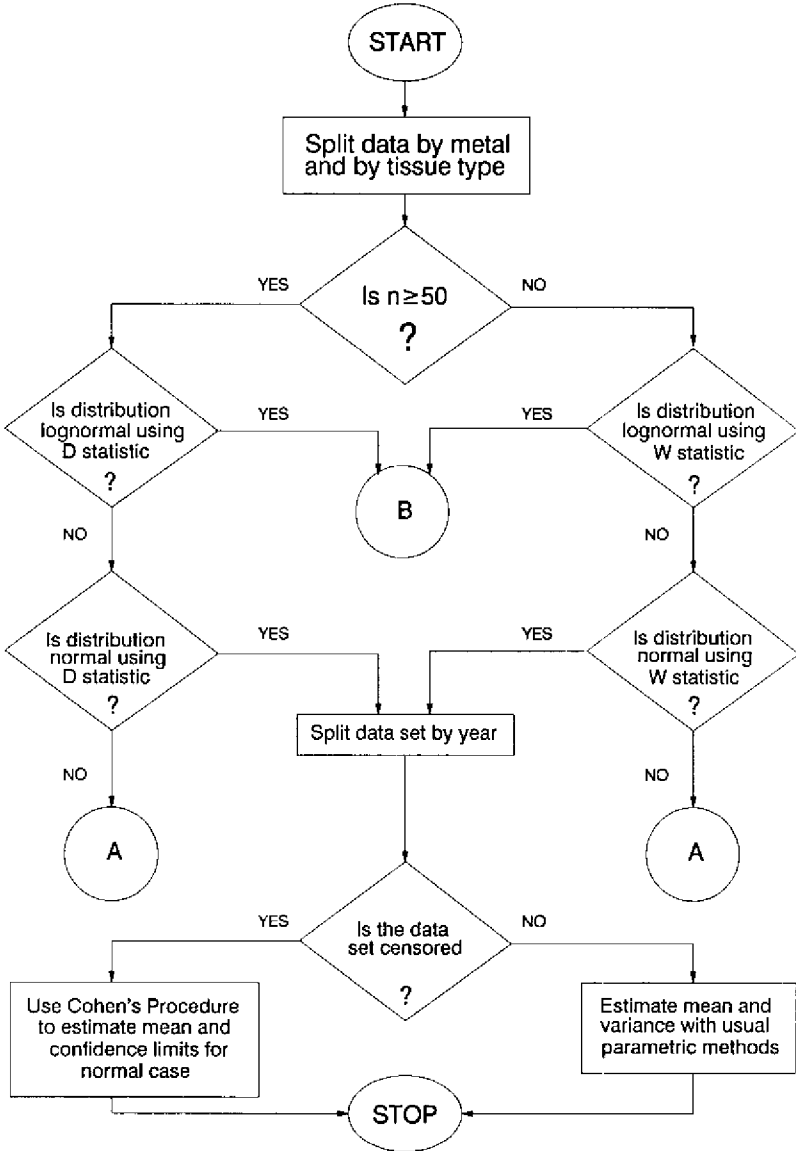 START
Split data by metal
and by tissue type
YES
NO
Is n≥50
?
Is distribution
lognormal using
D statistic
?
YES
YES
Is distribution
lognormal using
W statistic
?
B
NO
NO
Is distribution
normal using
D statistic
?
YES
YES
Is distribution
normal using
W statistic
?
Split data set by year
NO
NO
A
A
YES
NO
Is the data
set censored
?
Use Cohen's Procedure
to estimate mean and
confidence limits for
normal case
Estimate mean and
variance with usual
parametric methods
STOP